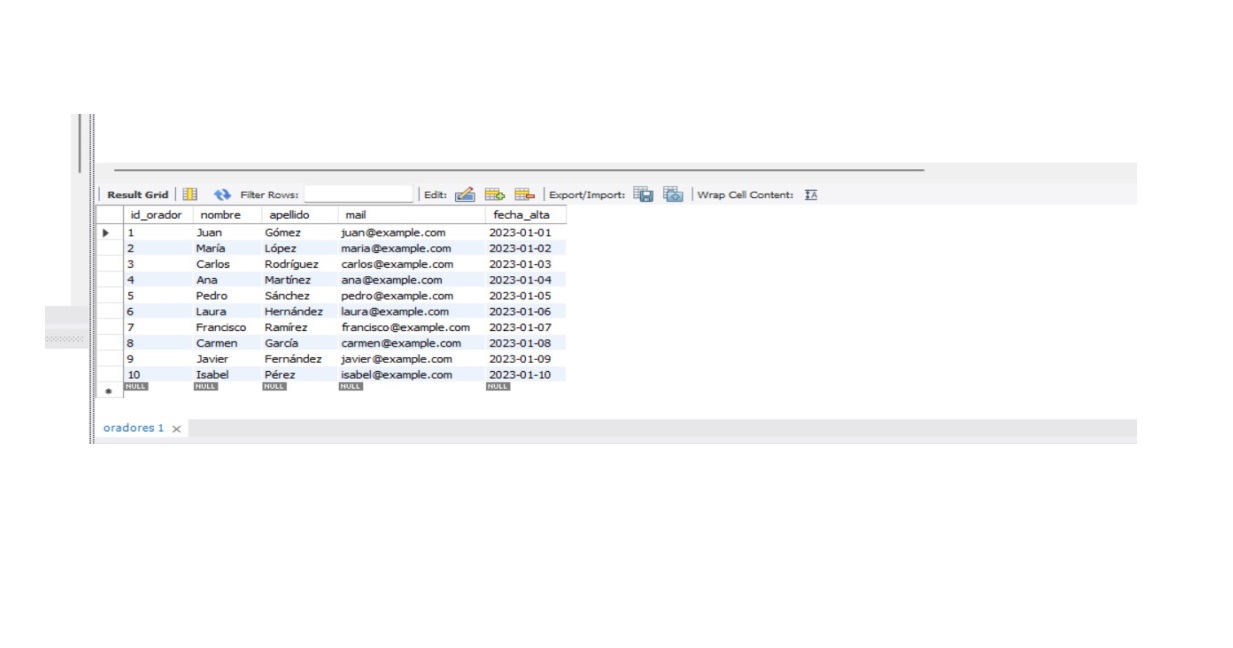 Result Grid Filter Rows: Edit: Export/Import: Wrap Cell Content: IA
id_orador nombre apellido mail fecha_alta
1 Juan Gómez juan@example.com 2023-01-01
2 María López maria@example.com 2023-01-02
3 Carlos Rodríguez carlos@example.com 2023-01-03
4 Ana Martínez ana@example.com 2023-01-04
5 Pedro Sánchez pedro@example.com 2023-01-05
6 Laura Hernández laura@example.com 2023-01-06
7 Francisco Ramírez francisco@example.com 2023-01-07
8 Carmen García carmen@example.com 2023-01-08
9 Javier Fernández javier@example.com 2023-01-09
10 Isabel Pérez isabel@example.com 2023-01-10
NULL NULL NULL NULL NULL
oradores 1